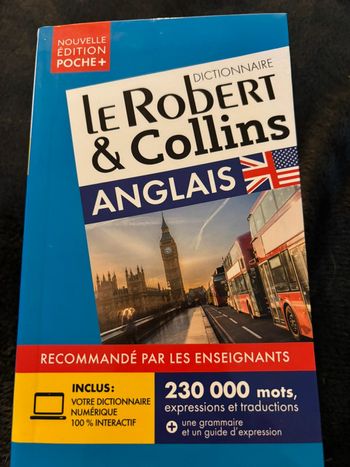 NOUVELLE
ÉDITION
POCHE+
DICTIONNAIRE
LE ROBERT
& Collins
ANGLAIS
RECOMMANDÉ PAR LES ENSEIGNANTS
INCLUS :
VOTRE DICTIONNAIRE
NUMÉRIQUE
100 % INTERACTIF
230 000 mots,
expressions et traductions
+ une grammaire
et un guide d'expression